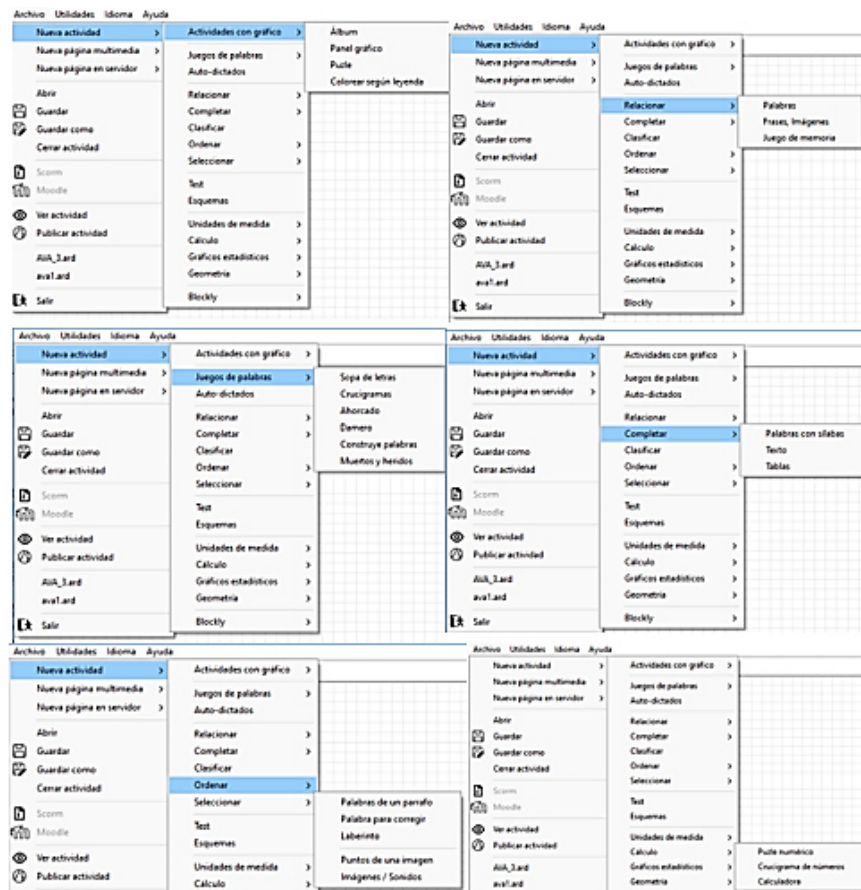 Archivo Utilidades Idioma Ayuda
Nueva actividad
Nueva página multimedia
Nueva página en servidor
Abrir
Guardar
Guardar como
Cerrar actividad
Scorm
Moodle
Ver actividad
Publicar actividad
AVA_3.ard
ava1.ard
Salir
Actividades con gráfico
Juegos de palabras
Auto-dictados
Relacionar
Completar
Clasificar
Ordenar
Seleccionar
Test
Esquemas
Unidades de medida
Cálculo
Gráficos estadísticos
Geometría
Blockly
Álbum
Panel gráfico
Puzle
Colorear según leyenda
Archivo Utilidades Idioma Ayuda
Nueva actividad
Nueva página multimedia
Nueva página en servidor
Abrir
Guardar
Guardar como
Cerrar actividad
Scorm
Moodle
Ver actividad
Publicar actividad
AVA_3.ard
ava1.ard
Salir
Actividades con gráfico
Juegos de palabras
Auto-dictados
Relacionar
Completar
Clasificar
Ordenar
Seleccionar
Test
Esquemas
Unidades de medida
Cálculo
Gráficos estadísticos
Geometría
Blockly
Palabras
Frases, Imágenes
Juego de memoria
Archivo Utilidades Idioma Ayuda
Nueva actividad
Nueva página multimedia
Nueva página en servidor
Abrir
Guardar
Guardar como
Cerrar actividad
Scorm
Moodle
Ver actividad
Publicar actividad
AVA_3.ard
ava1.ard
Salir
Actividades con gráfico
Juegos de palabras
Auto-dictados
Relacionar
Completar
Clasificar
Ordenar
Seleccionar
Test
Esquemas
Unidades de medida
Cálculo
Gráficos estadísticos
Geometría
Blockly
Sopa de letras
Crucigramas
Ahorcado
Damero
Construye palabras
Muertos y heridos
Archivo Utilidades Idioma Ayuda
Nueva actividad
Nueva página multimedia
Nueva página en servidor
Abrir
Guardar
Guardar como
Cerrar actividad
Scorm
Moodle
Ver actividad
Publicar actividad
AVA_3.ard
ava1.ard
Salir
Actividades con gráfico
Juegos de palabras
Auto-dictados
Relacionar
Completar
Clasificar
Ordenar
Seleccionar
Test
Esquemas
Unidades de medida
Cálculo
Gráficos estadísticos
Geometría
Blockly
Palabras con sílabas
Texto
Tablas
Archivo Utilidades Idioma Ayuda
Nueva actividad
Nueva página multimedia
Nueva página en servidor
Abrir
Guardar
Guardar como
Cerrar actividad
Scorm
Moodle
Ver actividad
Publicar actividad
Actividades con gráfico
Juegos de palabras
Auto-dictados
Relacionar
Completar
Clasificar
Ordenar
Seleccionar
Test
Esquemas
Unidades de medida
Cálculo
Palabras de un parrafo
Palabra para corregir
Laberinto
Puntos de una imagen
Imágenes / Sonidos
Archivo Utilidades Idioma Ayuda
Nueva actividad
Nueva página multimedia
Nueva página en servidor
Abrir
Guardar
Guardar como
Cerrar actividad
Scorm
Moodle
Ver actividad
Publicar actividad
AVA_3.ard
ava1.ard
Actividades con gráfico
Juegos de palabras
Auto-dictados
Relacionar
Completar
Clasificar
Ordenar
Seleccionar
Test
Esquemas
Unidades de medida
Cálculo
Gráficos estadísticos
Geometría
Puzle numérico
Crucigrama de números
Calculadora